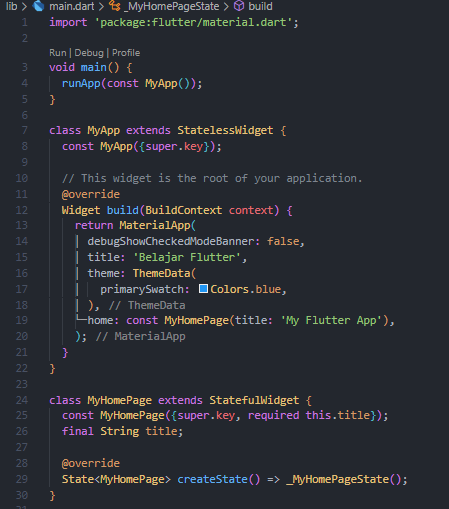 lib > main.dart > _MyHomePageState > build
1 import 'package:flutter/material.dart';
2
Run | Debug | Profile
3 void main() {
4   runApp(const MyApp());
5 }
6
7 class MyApp extends StatelessWidget {
8   const MyApp({super.key});
9
10   // This widget is the root of your application.
11   @override
12   Widget build(BuildContext context) {
13     return MaterialApp(
14       debugShowCheckedModeBanner: false,
15       title: 'Belajar Flutter',
16       theme: ThemeData(
17         primarySwatch: Colors.blue,
18       ), // ThemeData
19       home: const MyHomePage(title: 'My Flutter App'),
20     ); // MaterialApp
21   }
22 }
23
24 class MyHomePage extends StatefulWidget {
25   const MyHomePage({super.key, required this.title});
26   final String title;
27
28   @override
29   State<MyHomePage> createState() => _MyHomePageState();
30 }